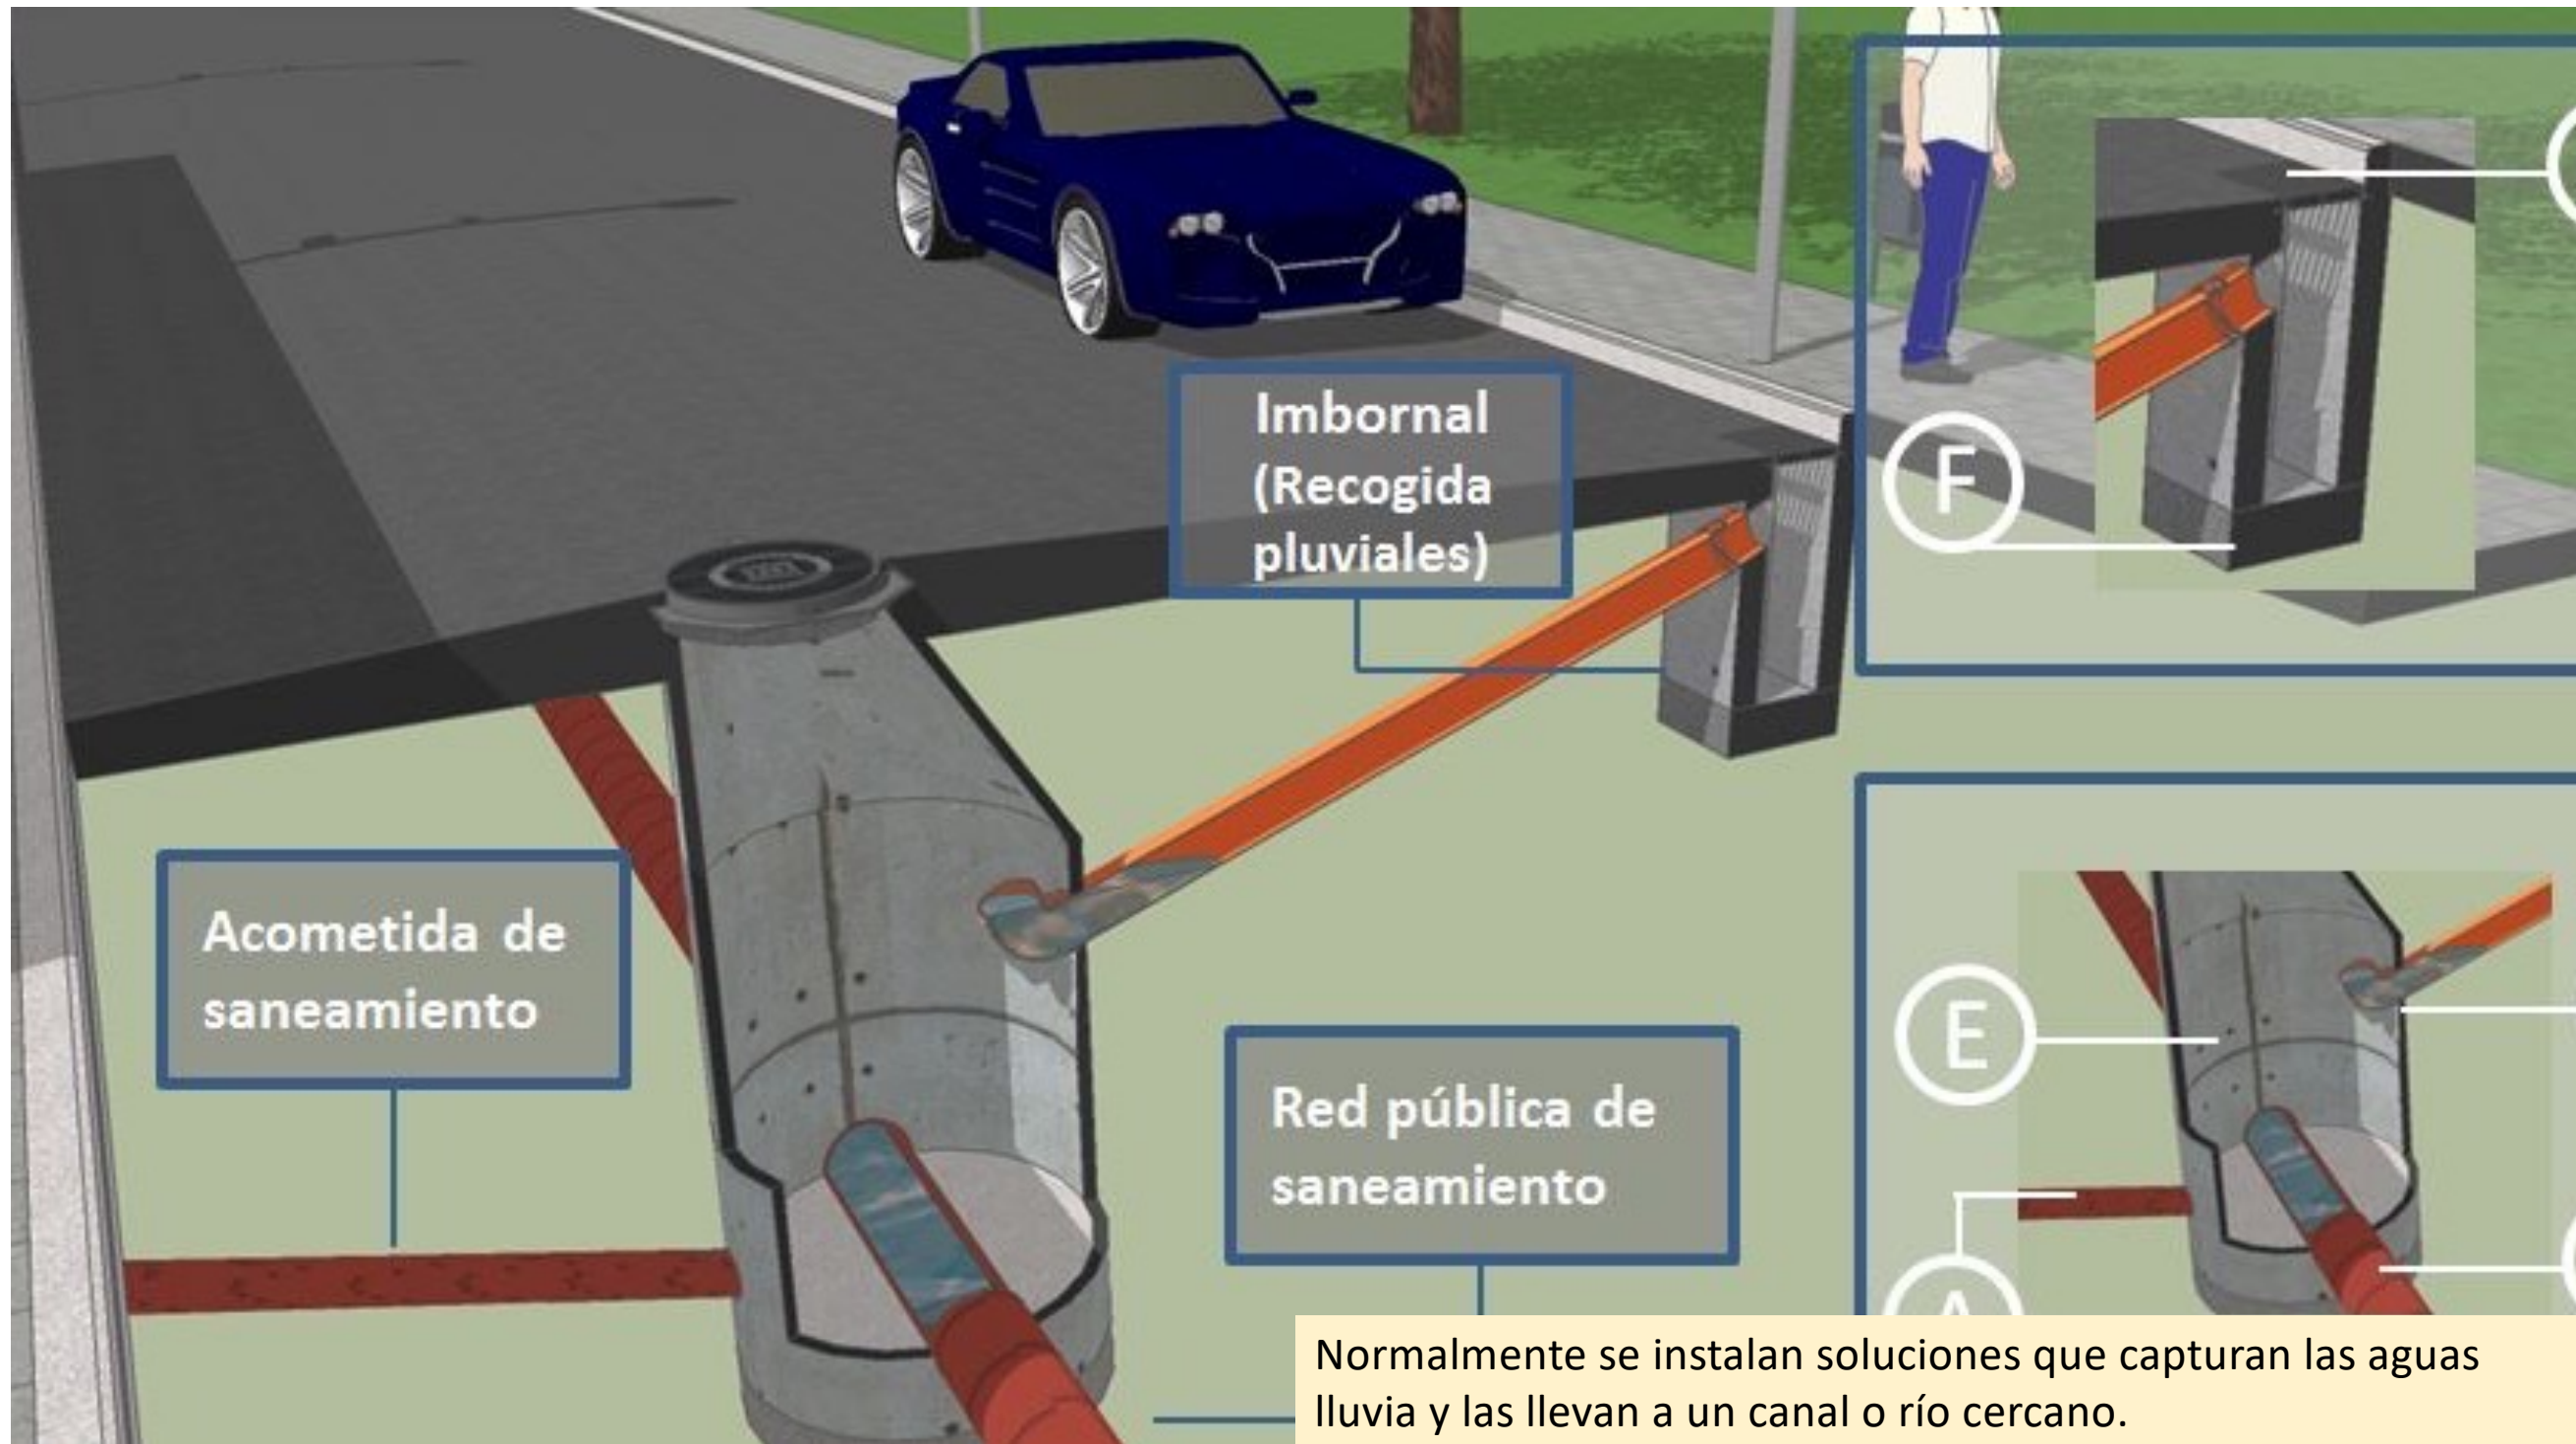 Imbornal
(Recogida
pluviales)
F
Acometida de
saneamiento
E
Red pública de
saneamiento
A
Normalmente se instalan soluciones que capturan las aguas
lluvia y las llevan a un canal o río cercano.